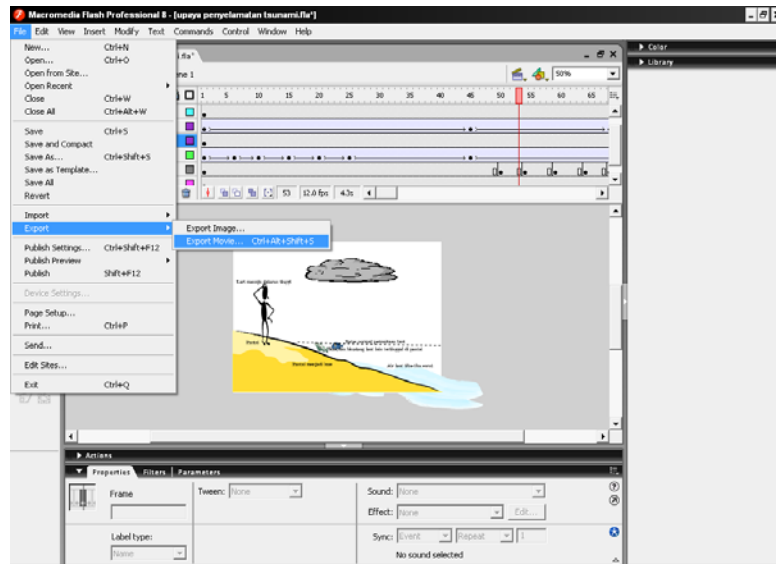 Macromedia Flash Professional 8 - [upaya penyelamatan tsunami.fla*]
File Edit View Insert Modify Text Commands Control Window Help
New... Ctrl+N
Open... Ctrl+O
Open from Site...
Open Recent
Close Ctrl+W
Close All Ctrl+Alt+W
Save Ctrl+S
Save and Compact
Save As... Ctrl+Shift+S
Save as Template...
Save All
Revert
Import
Export
Publish Settings... Ctrl+Shift+F12
Publish Preview
Publish Shift+F12
Device Settings...
Page Setup...
Print... Ctrl+P
Send...
Edit Sites...
Exit Ctrl+Q
Export Image...
Export Movie... Ctrl+Alt+Shift+S
i.fla*
ne 1
50%
1 5 10 15 20 25 30 35 40 45 50 55 60 65
53 12.0 fps 4.3s
Color
Library
Pantai
Actions
Properties Filters Parameters
Frame
Tween: None
Sound: None
Effect: None Edit...
Label type:
Name
Sync: Event Repeat 1
No sound selected